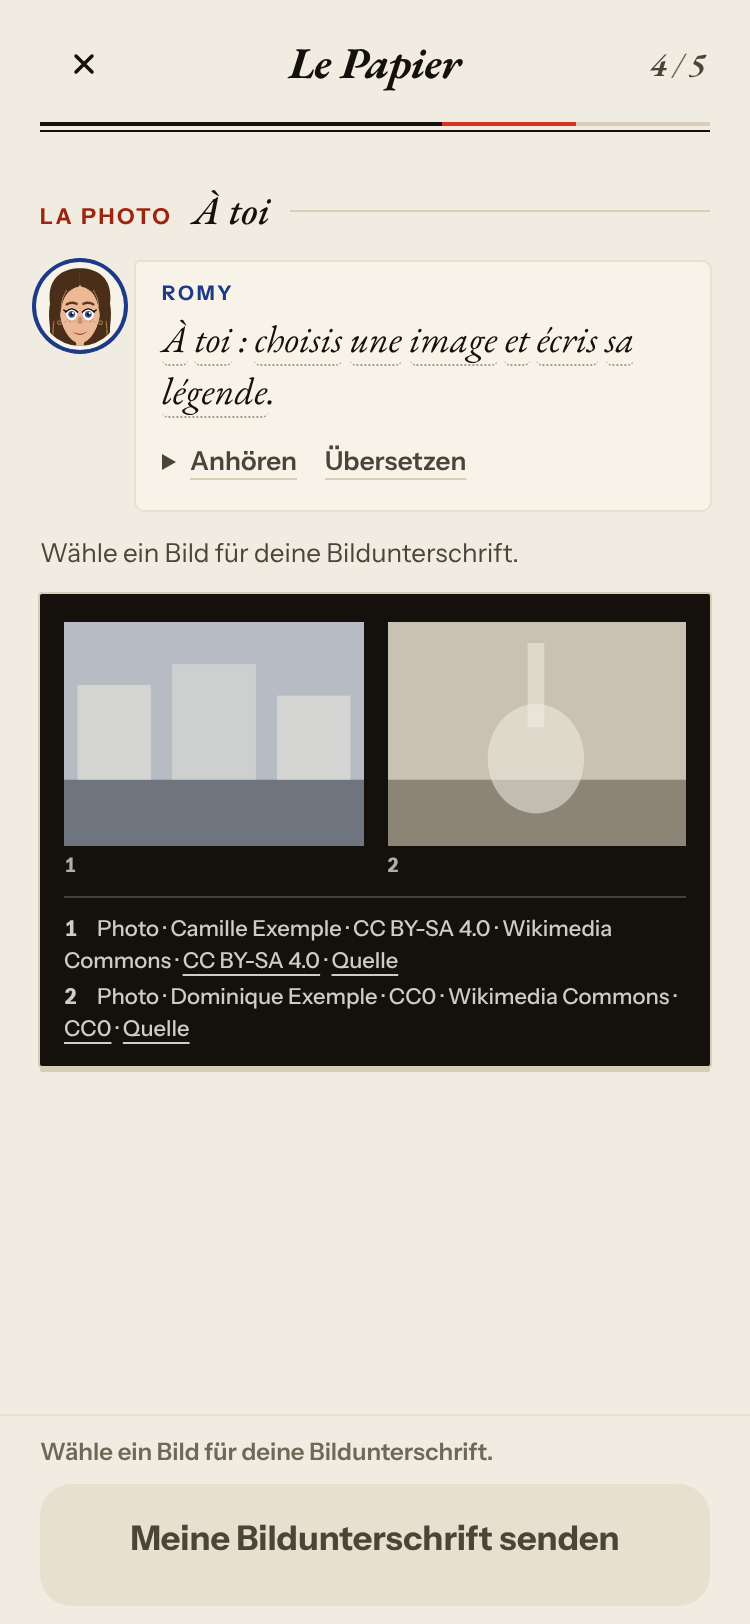 × Le Papier 4/5
LA PHOTO À toi
ROMY
À toi : choisis une image et écris sa
légende.
▶ Anhören Übersetzen
Wähle ein Bild für deine Bildunterschrift.
1 2
1 Photo · Camille Exemple · CC BY-SA 4.0 · Wikimedia
Commons · CC BY-SA 4.0 · Quelle
2 Photo · Dominique Exemple · CC0 · Wikimedia Commons ·
CC0 · Quelle
Wähle ein Bild für deine Bildunterschrift.
Meine Bildunterschrift senden